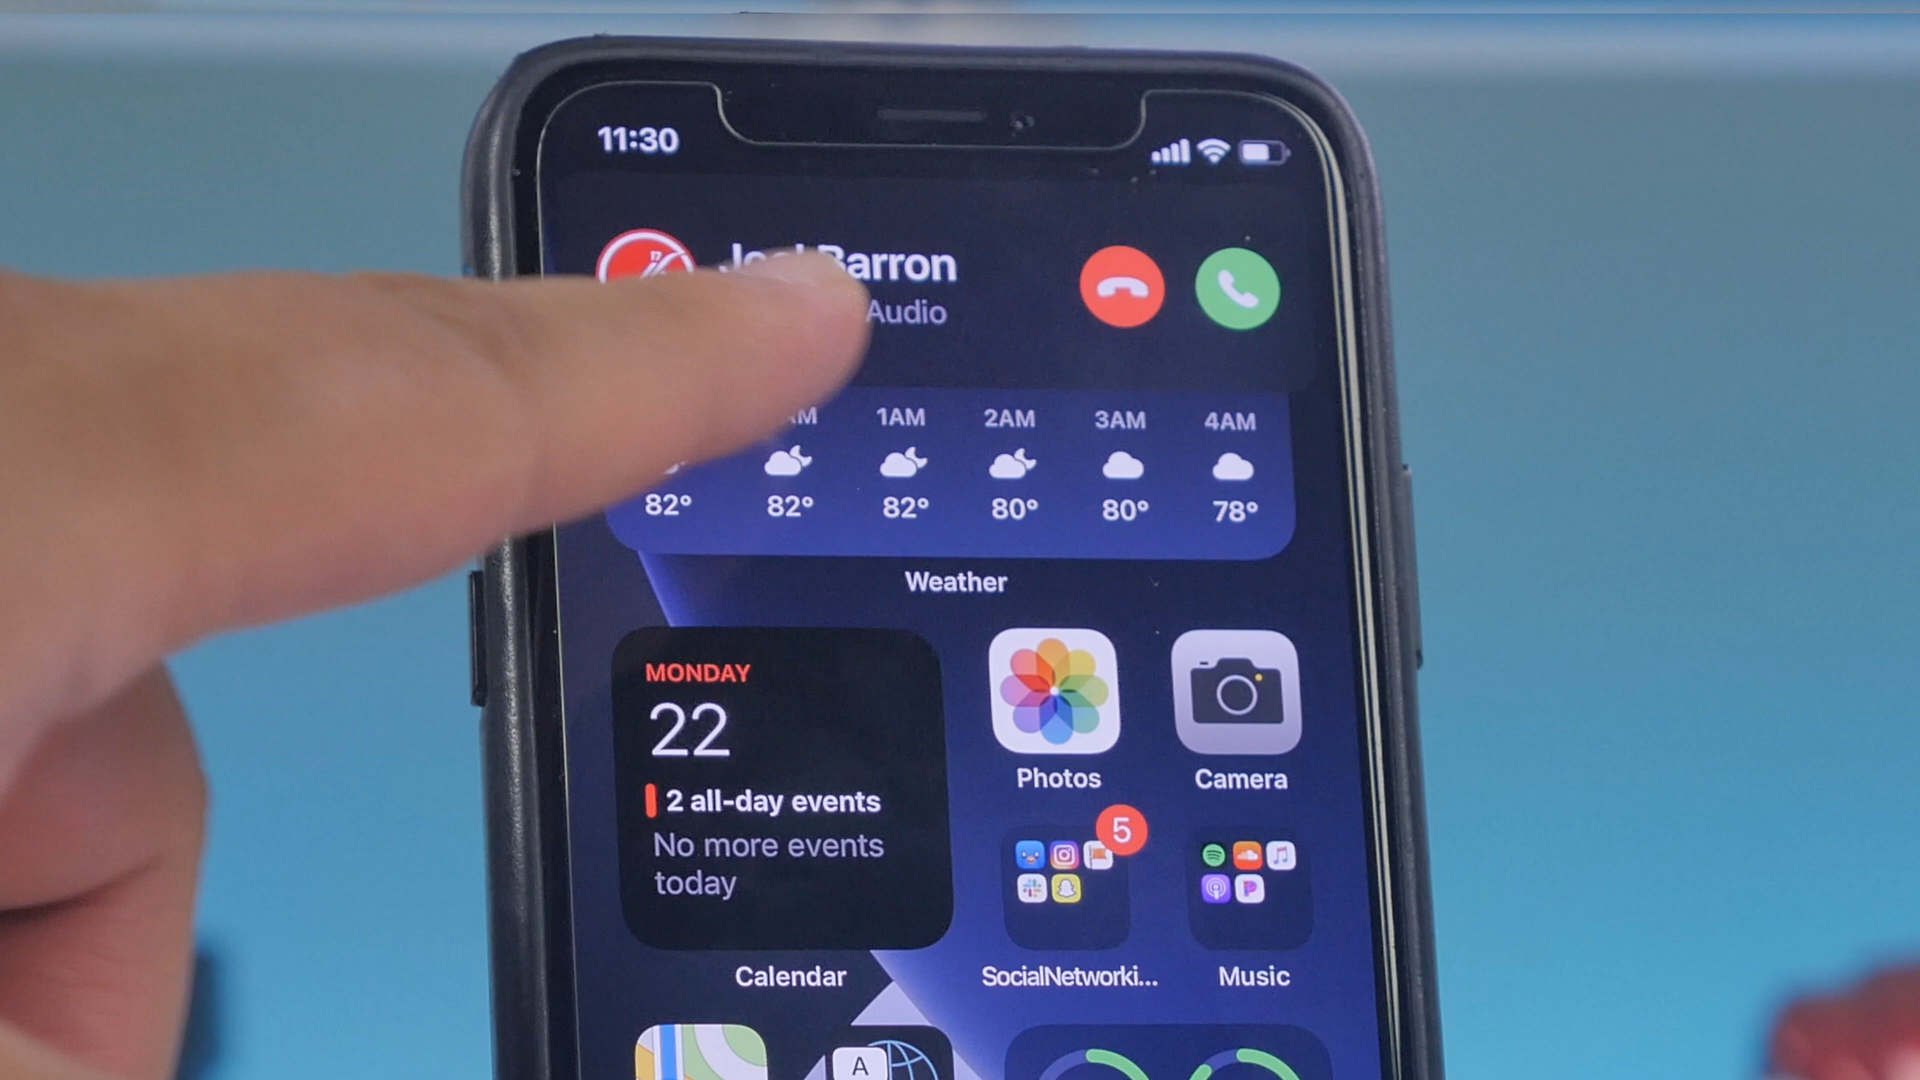 11:30
Barron
Audio
1AM 2AM 3AM 4AM
82° 82° 82° 80° 80° 78°
Weather
MONDAY
22
2 all-day events
No more events
today
Photos
Camera
5
Calendar
SocialNetworki...
Music
A